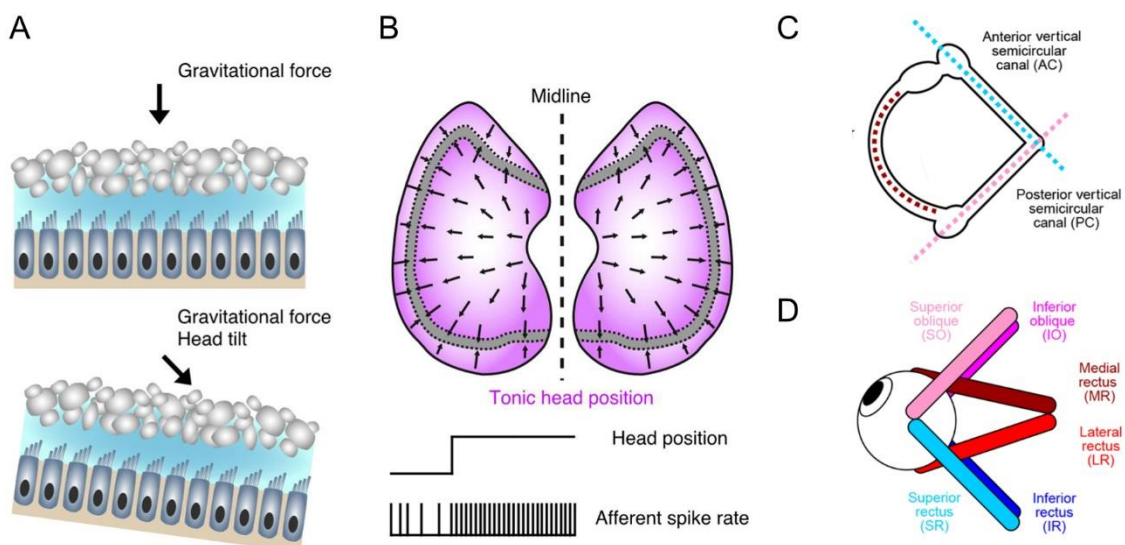 A
Gravitational force
Gravitational force
Head tilt
B
Midline
Tonic head position
Head position
Afferent spike rate
C
Anterior vertical
semicircular
canal (AC)
Posterior vertical
semicircular
canal (PC)
D
Superior
oblique
(SO)
Inferior
oblique
(IO)
Medial
rectus
(MR)
Lateral
rectus
(LR)
Superior
rectus
(SR)
Inferior
rectus
(IR)